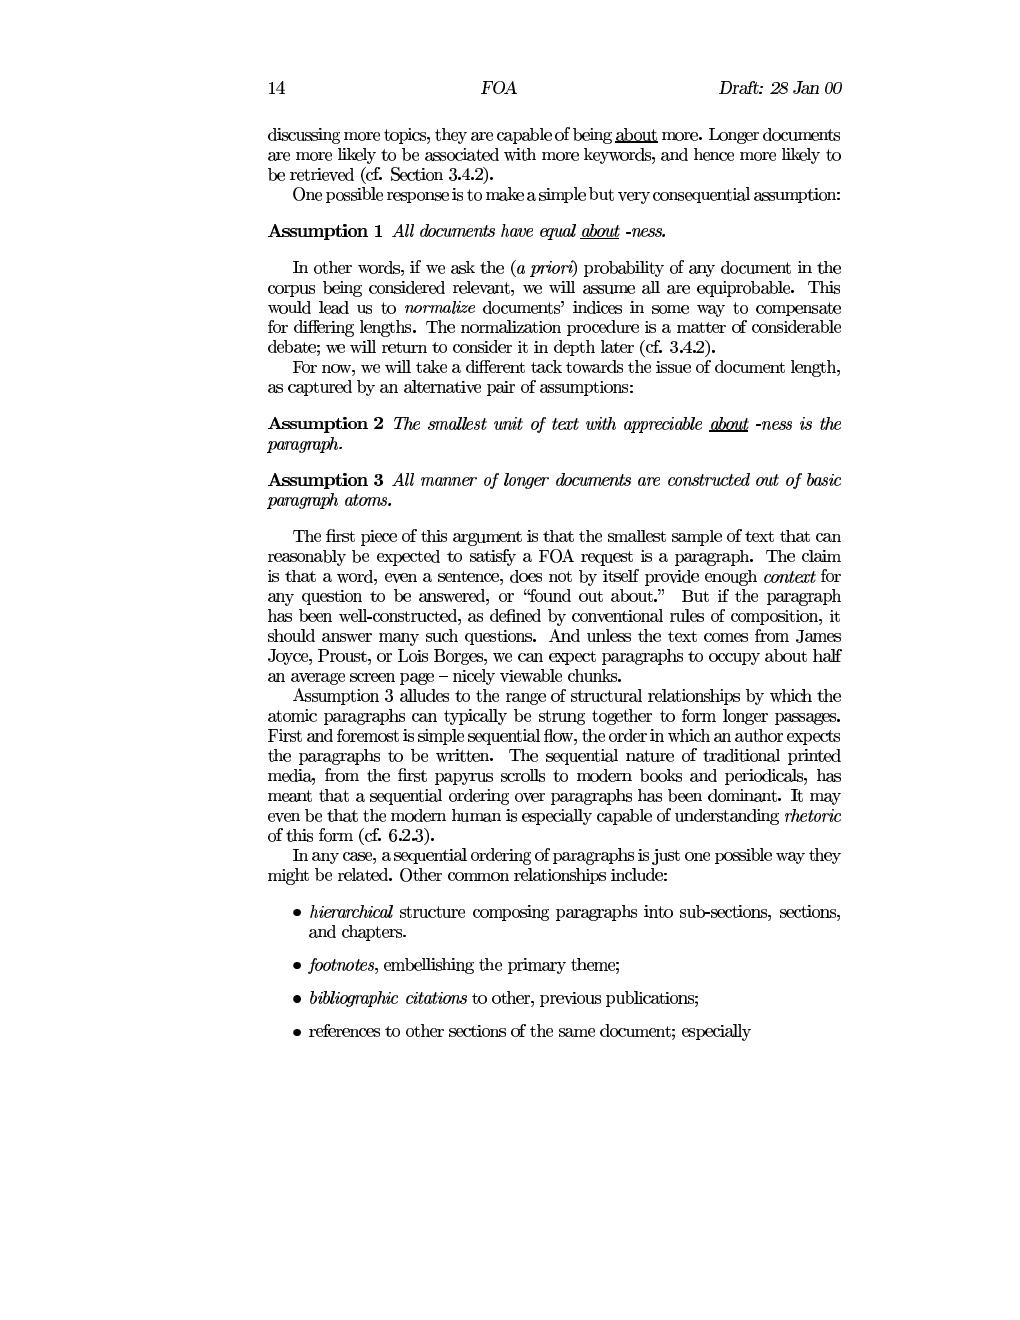 14 FOA Draft: 28 Jan 00
discussing more topics, they are capable of being about more. Longer documents
are more likely to be associated with more keywords, and hence more likely to
be retrieved (cf. Section 3.4.2).
One possible response is to make a simple but very consequential assumption:
Assumption 1 All documents have equal about -ness.
In other words, if we ask the (a priori) probability of any document in the
corpus being considered relevant, we will assume all are equiprobable. This
would lead us to normalize documents' indices in some way to compensate
for differing lengths. The normalization procedure is a matter of considerable
debate; we will return to consider it in depth later (cf. 3.4.2).
For now, we will take a different tack towards the issue of document length,
as captured by an alternative pair of assumptions:
Assumption 2 The smallest unit of text with appreciable about -ness is the
paragraph.
Assumption 3 All manner of longer documents are constructed out of basic
paragraph atoms.
The first piece of this argument is that the smallest sample of text that can
reasonably be expected to satisfy a FOA request is a paragraph. The claim
is that a word, even a sentence, does not by itself provide enough context for
any question to be answered, or “found out about.” But if the paragraph
has been well-constructed, as defined by conventional rules of composition, it
should answer many such questions. And unless the text comes from James
Joyce, Proust, or Lois Borges, we can expect paragraphs to occupy about half
an average screen page – nicely viewable chunks.
Assumption 3 alludes to the range of structural relationships by which the
atomic paragraphs can typically be strung together to form longer passages.
First and foremost is simple sequential flow, the order in which an author expects
the paragraphs to be written. The sequential nature of traditional printed
media, from the first papyrus scrolls to modern books and periodicals, has
meant that a sequential ordering over paragraphs has been dominant. It may
even be that the modern human is especially capable of understanding rhetoric
of this form (cf. 6.2.3).
In any case, a sequential ordering of paragraphs is just one possible way they
might be related. Other common relationships include:
• hierarchical structure composing paragraphs into sub-sections, sections,
and chapters.
• footnotes, embellishing the primary theme;
• bibliographic citations to other, previous publications;
• references to other sections of the same document; especially